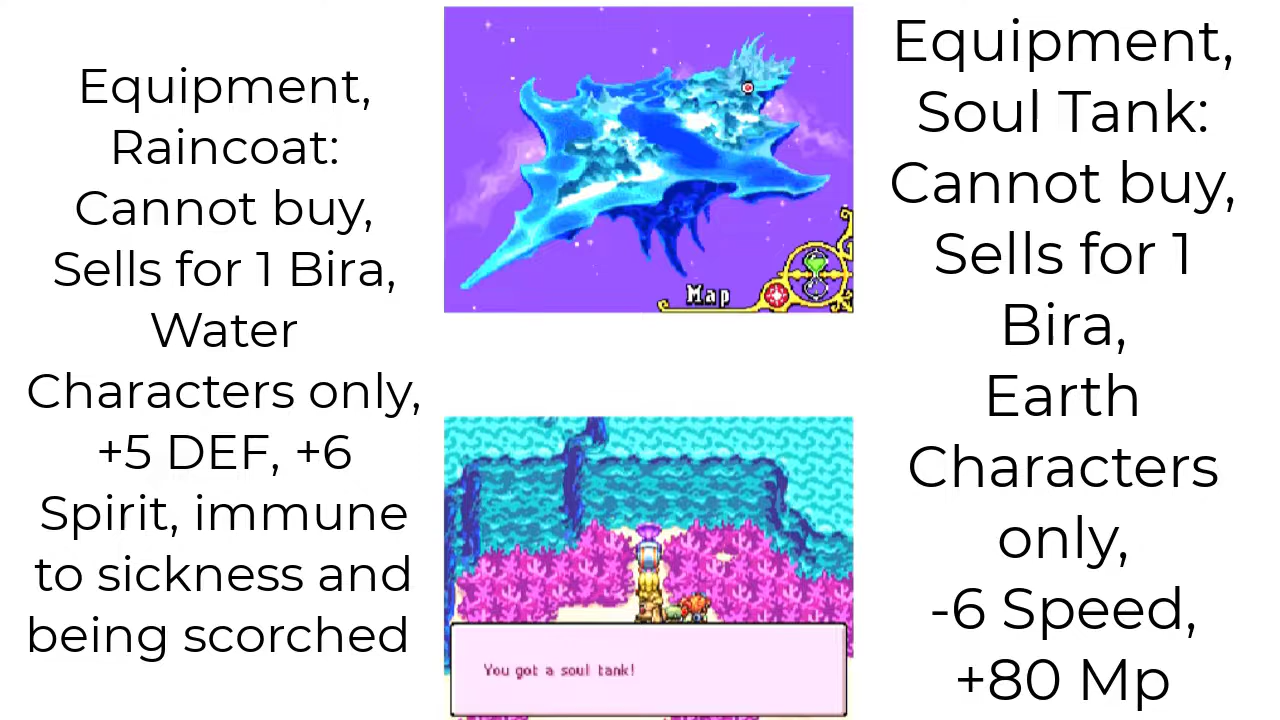 Equipment,
Raincoat:
Cannot buy,
Sells for 1 Bira,
Water
Characters only,
+5 DEF, +6
Spirit, immune
to sickness and
being scorched
Map
You got a soul tank!
Equipment,
Soul Tank:
Cannot buy,
Sells for 1
Bira,
Earth
Characters
only,
-6 Speed,
+80 Mp